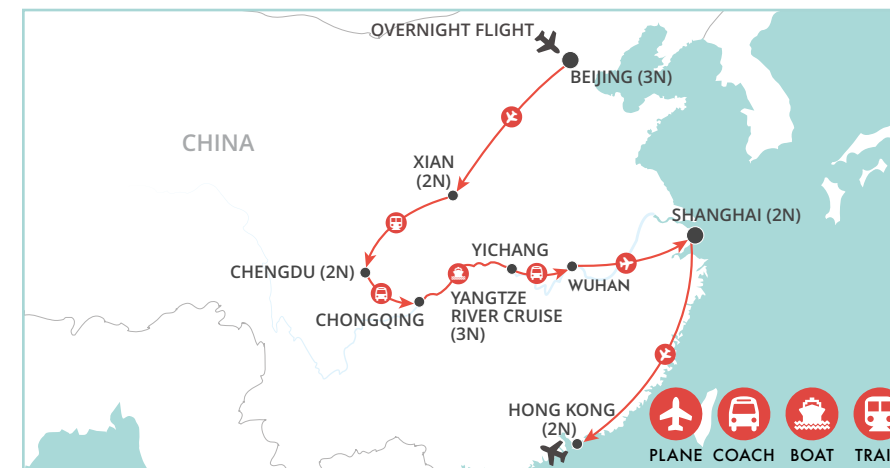 OVERNIGHT FLIGHT
BEIJING (3N)
CHINA
XIAN
(2N)
SHANGHAI (2N)
YICHANG
CHENGDU (2N)
WUHAN
YANGTZE
RIVER CRUISE
(3N)
CHONGQING
HONG KONG
(2N)
PLANE COACH BOAT TRAI